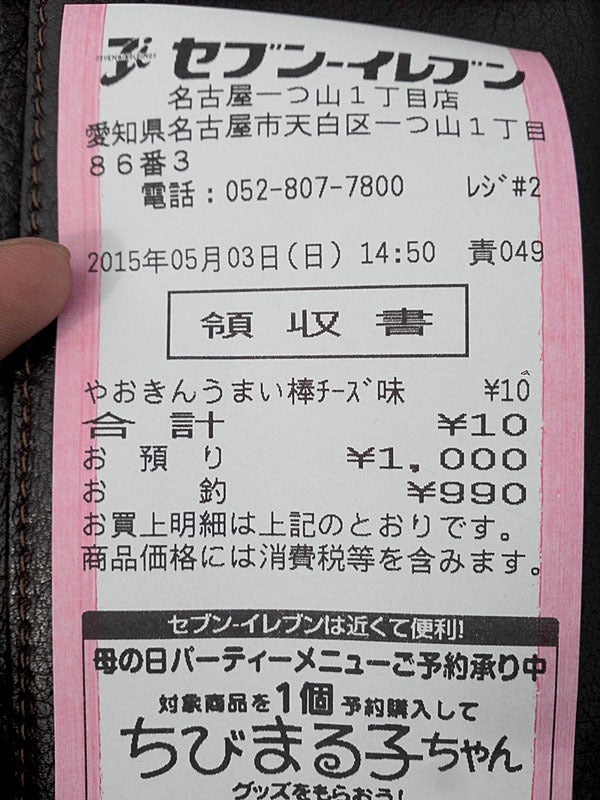 セブン-イレブン
名古屋一つ山1丁目店
愛知県名古屋市天白区一つ山1丁目
86番3
電話:052-807-7800 レジ#2
2015年05月03日(日) 14:50 責049
領収書
やおきんうまい棒チーズ味 ¥10
合計 ¥10
お預り ¥1,000
お釣 ¥990
お買上明細は上記のとおりです。
商品価格には消費税等を含みます。
セブン-イレブンは近くて便利!
母の日パーティーメニューご予約承り中
対象商品を1個予約購入して
ちびまる子ちゃん
グッズをもらおう!